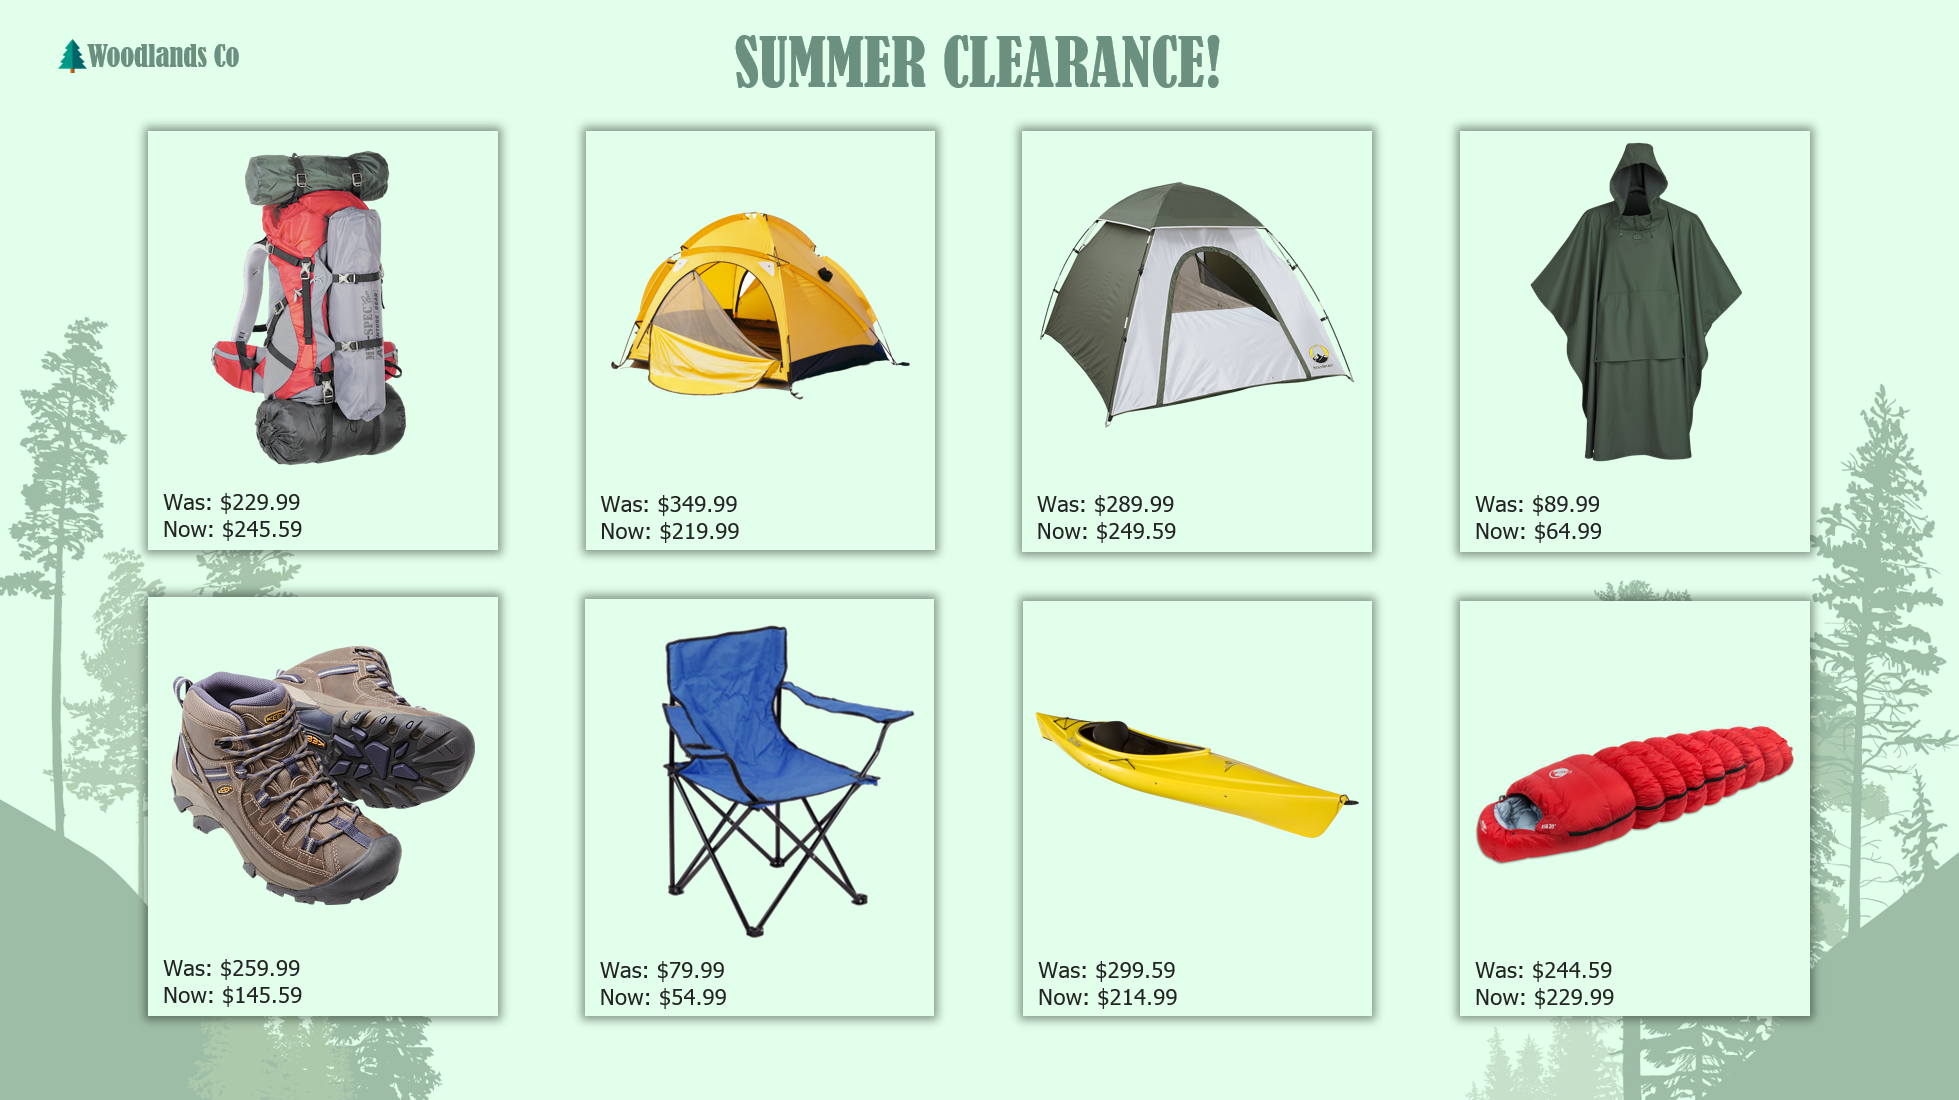 Woodlands Co
SUMMER CLEARANCE!
Was: $229.99
Now: $245.59
Was: $349.99
Now: $219.99
Was: $289.99
Now: $249.59
Was: $89.99
Now: $64.99
Was: $259.99
Now: $145.59
Was: $79.99
Now: $54.99
Was: $299.59
Now: $214.99
Was: $244.59
Now: $229.99